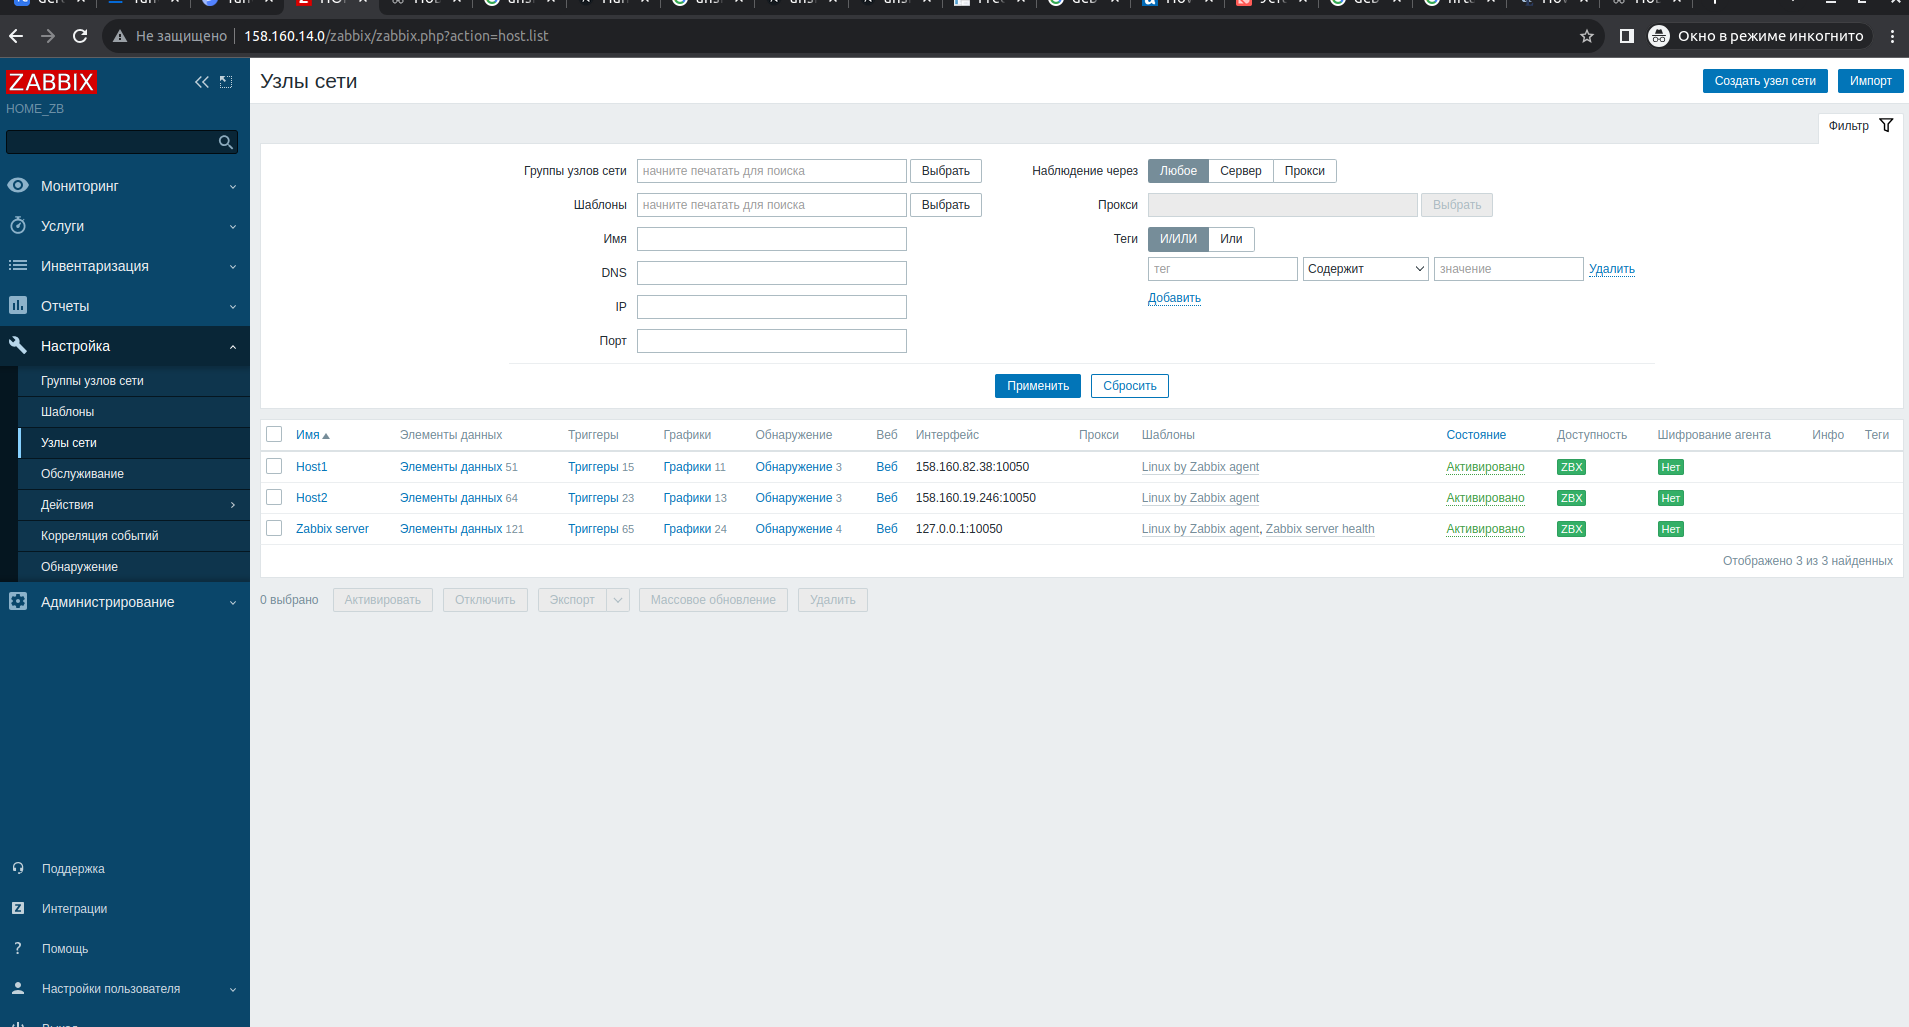 Не защищено 158.160.14.0/zabbix/zabbix.php?action=host.list
Окно в режиме инкогнито
ZABBIX
HOME_ZB
Мониторинг
Услуги
Инвентаризация
Отчеты
Настройка
Группы узлов сети
Шаблоны
Узлы сети
Обслуживание
Действия
Корреляция событий
Обнаружение
Администрирование
Поддержка
Интеграции
Помощь
Настройки пользователя
Узлы сети
Создать узел сети Импорт
Фильтр
Группы узлов сети начните печатать для поиска Выбрать
Шаблоны начните печатать для поиска Выбрать
Имя
DNS
IP
Порт
Наблюдение через Любое Сервер Прокси
Прокси Выбрать
Теги И/ИЛИ Или
тег Содержит значение Удалить
Добавить
Применить Сбросить
Имя Элементы данных Триггеры Графики Обнаружение Веб Интерфейс Прокси Шаблоны Состояние Доступность Шифрование агента Инфо Теги
Host1 Элементы данных 51 Триггеры 15 Графики 11 Обнаружение 3 Веб 158.160.82.38:10050 Linux by Zabbix agent Активировано ZBX Нет
Host2 Элементы данных 64 Триггеры 23 Графики 13 Обнаружение 3 Веб 158.160.19.246:10050 Linux by Zabbix agent Активировано ZBX Нет
Zabbix server Элементы данных 121 Триггеры 65 Графики 24 Обнаружение 4 Веб 127.0.0.1:10050 Linux by Zabbix agent, Zabbix server health Активировано ZBX Нет
Отображено 3 из 3 найденных
0 выбрано Активировать Отключить Экспорт Массовое обновление Удалить